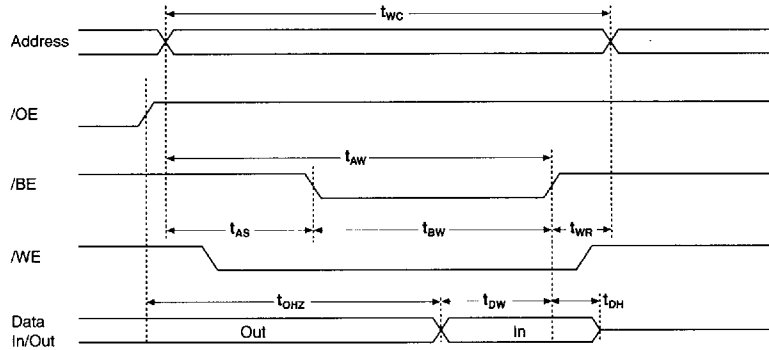 tWC
Address
/OE
tAW
/BE
tAS tBW tWR
/WE
tOHZ tDW tDH
Data
In/Out
Out In